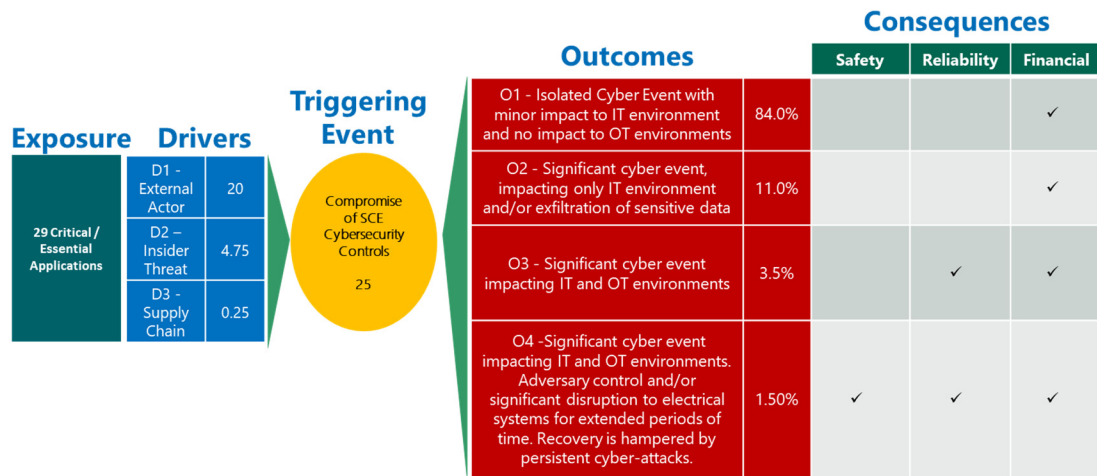 Consequences
Safety
Reliability
Financial
Outcomes
Triggering
Event
Exposure
Drivers
29 Critical /
Essential
Applications
D1 -
External
Actor
20
D2 –
Insider
Threat
4.75
D3 -
Supply
Chain
0.25
Compromise
of SCE
Cybersecurity
Controls
25
O1 - Isolated Cyber Event with
minor impact to IT environment
and no impact to OT environments
84.0%
✓
O2 - Significant cyber event,
impacting only IT environment
and/or exfiltration of sensitive data
11.0%
✓
O3 - Significant cyber event
impacting IT and OT environments
3.5%
✓ ✓
O4 -Significant cyber event
impacting IT and OT environments.
Adversary control and/or
significant disruption to electrical
systems for extended periods of
time. Recovery is hampered by
persistent cyber-attacks.
1.50%
✓ ✓ ✓